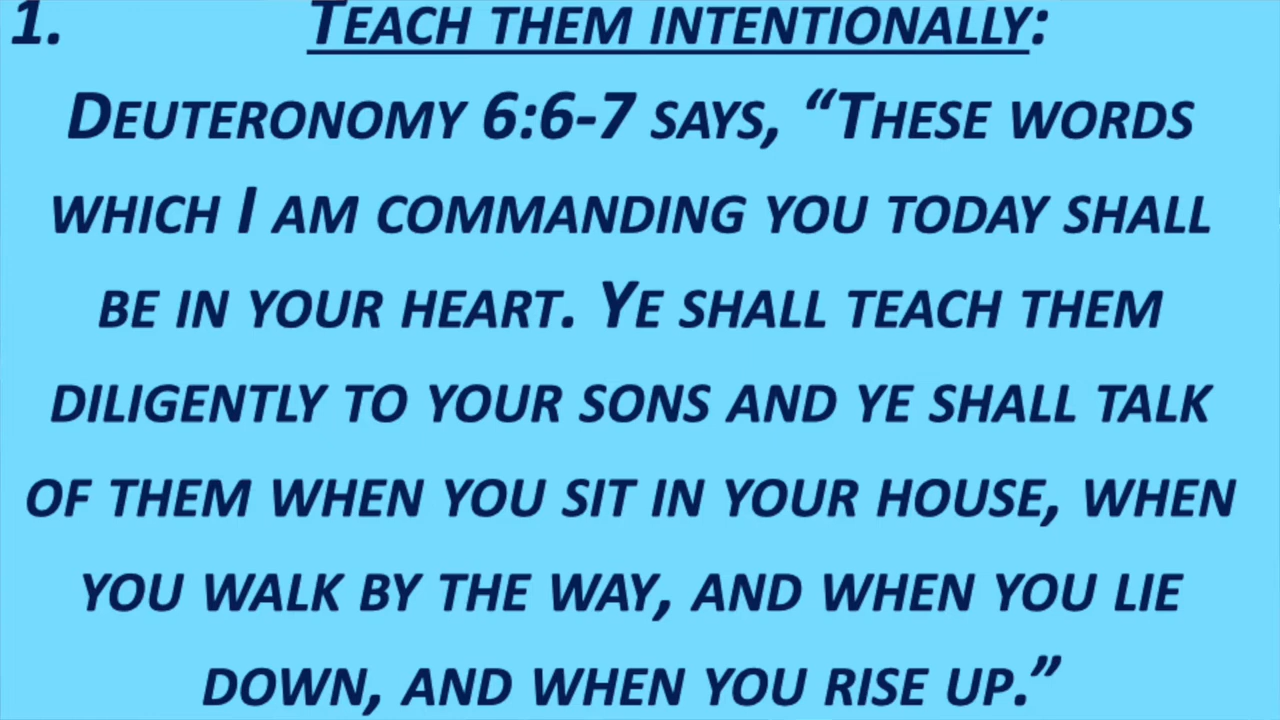 1. TEACH THEM INTENTIONALLY:
DEUTERONOMY 6:6-7 SAYS, “THESE WORDS
WHICH I AM COMMANDING YOU TODAY SHALL
BE IN YOUR HEART. YE SHALL TEACH THEM
DILIGENTLY TO YOUR SONS AND YE SHALL TALK
OF THEM WHEN YOU SIT IN YOUR HOUSE, WHEN
YOU WALK BY THE WAY, AND WHEN YOU LIE
DOWN, AND WHEN YOU RISE UP.”